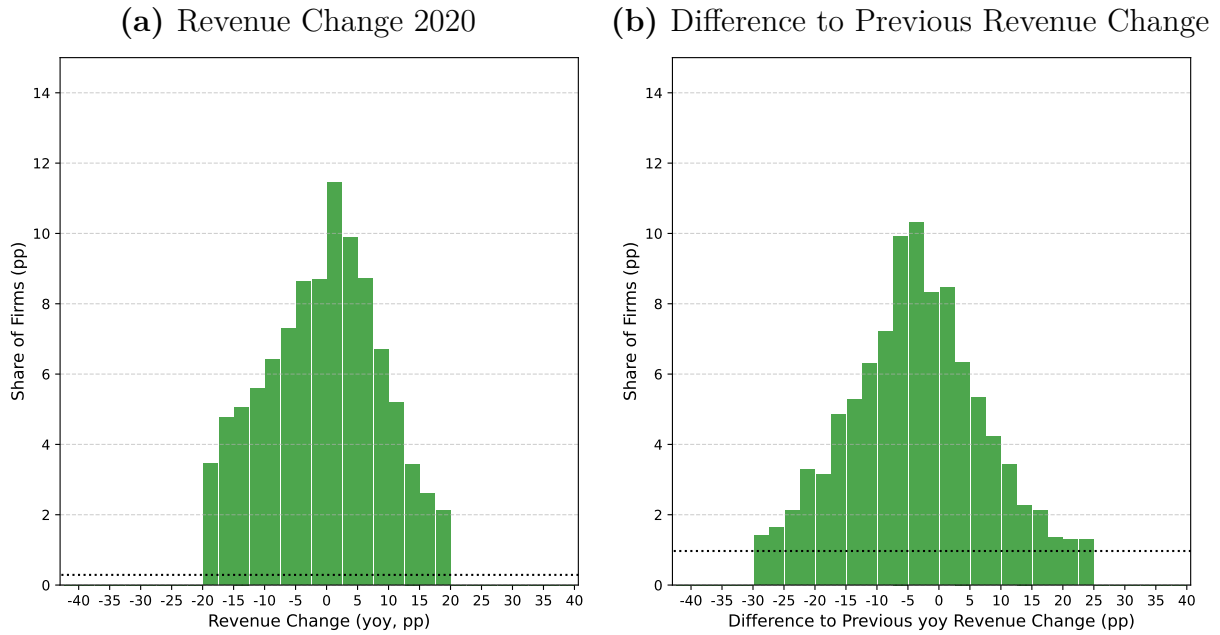 (a) Revenue Change 2020
Share of Firms (pp)
14
12
10
8
6
4
2
0
-40 -35 -30 -25 -20 -15 -10 -5 0 5 10 15 20 25 30 35 40
Revenue Change (yoy, pp)
(b) Difference to Previous Revenue Change
Share of Firms (pp)
14
12
10
8
6
4
2
0
-40 -35 -30 -25 -20 -15 -10 -5 0 5 10 15 20 25 30 35 40
Difference to Previous yoy Revenue Change (pp)